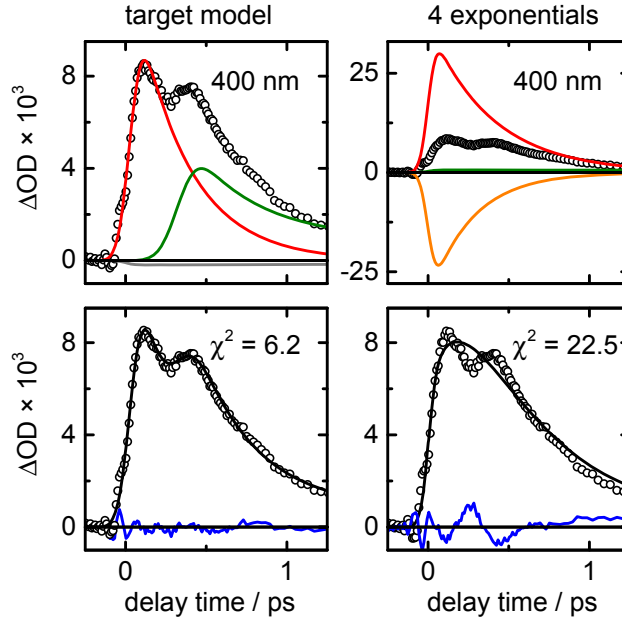 target model
4 exponentials
400 nm
400 nm
ΔOD × 10³
8
4
0
25
0
-25
χ² = 6.2
χ² = 22.5
ΔOD × 10³
8
4
0
8
4
0
0
1
0
1
delay time / ps
delay time / ps